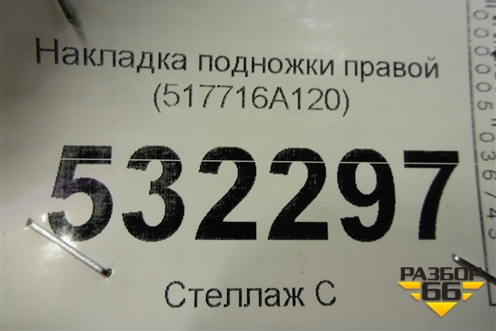 Накладка подножки правой
(517716A120)
532297
Стеллаж С
РАЗБОР
66